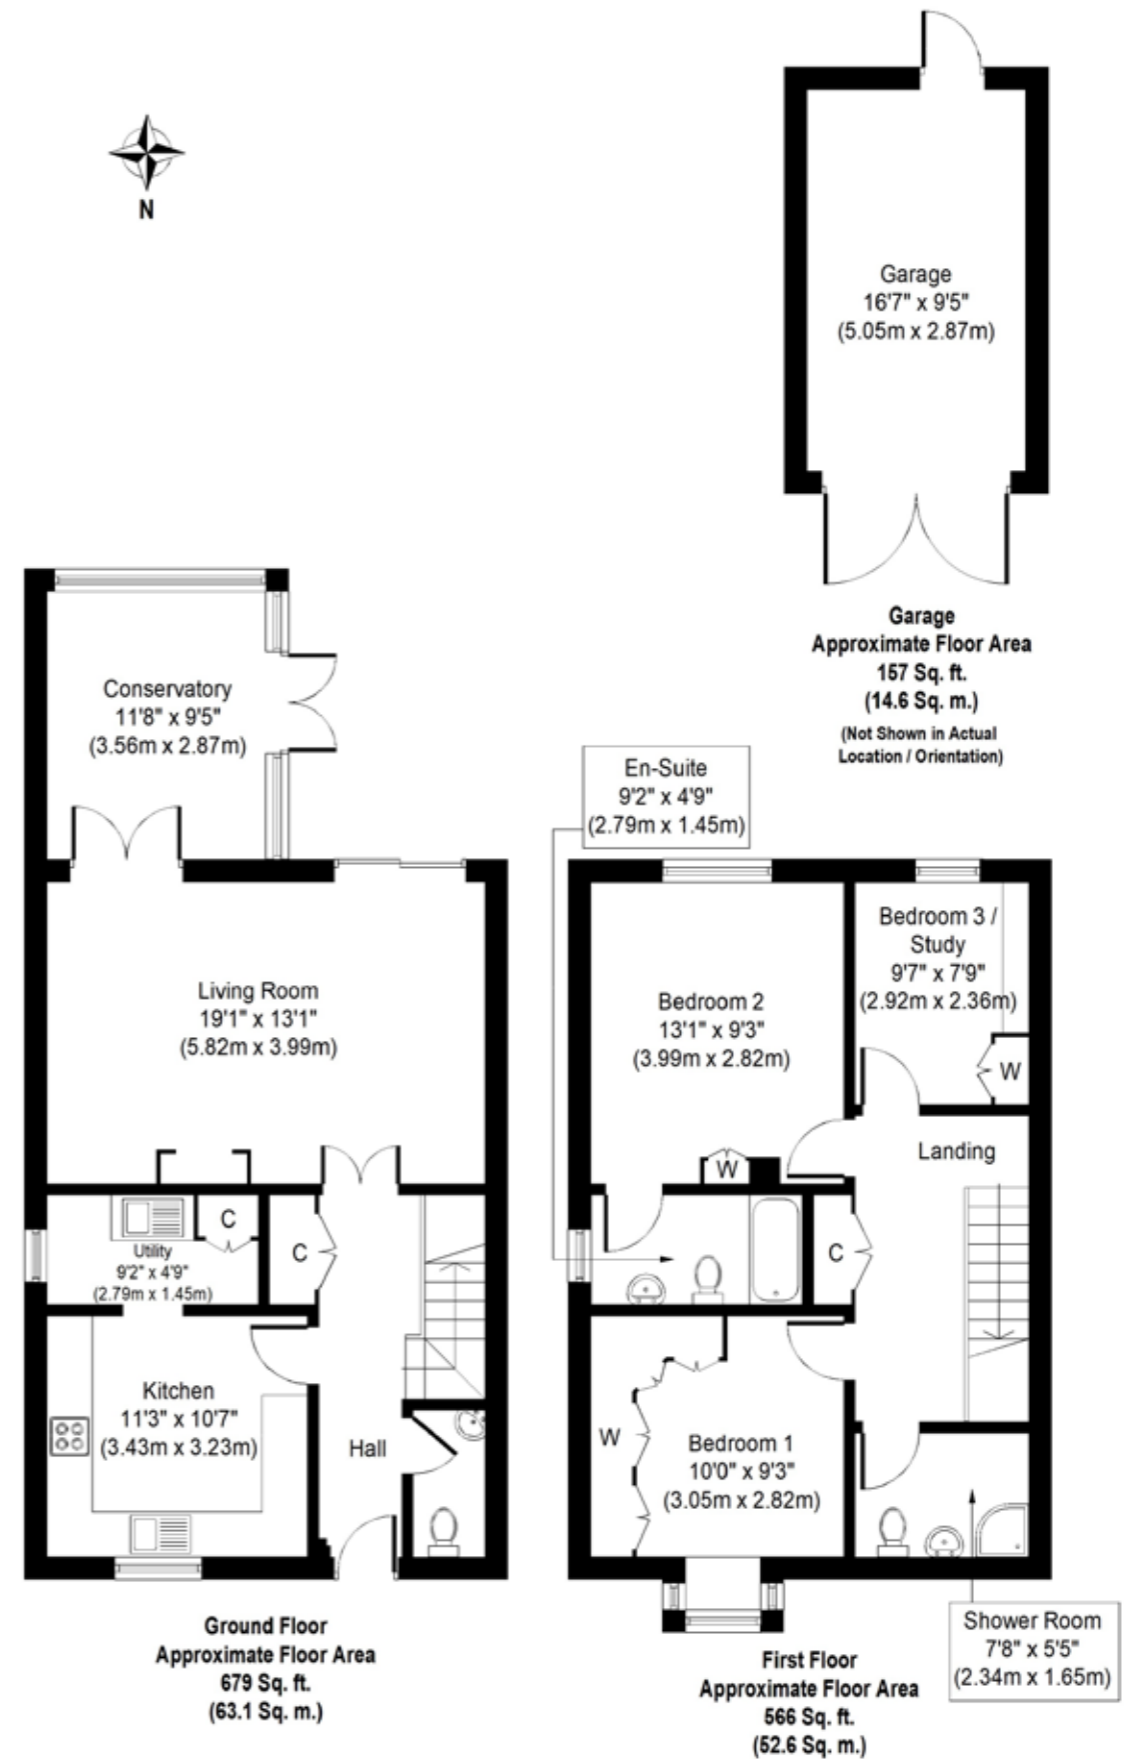 N
Garage
16'7" x 9'5"
(5.05m x 2.87m)
Garage
Approximate Floor Area
157 Sq. ft.
(14.6 Sq. m.)
(Not Shown in Actual
Location / Orientation)
Conservatory
11'8" x 9'5"
(3.56m x 2.87m)
Living Room
19'1" x 13'1"
(5.82m x 3.99m)
C
Utility
9'2" x 4'9"
(2.79m x 1.45m)
C
Kitchen
11'3" x 10'7"
(3.43m x 3.23m)
Hall
Ground Floor
Approximate Floor Area
679 Sq. ft.
(63.1 Sq. m.)
En-Suite
9'2" x 4'9"
(2.79m x 1.45m)
Bedroom 3 /
Study
9'7" x 7'9"
(2.92m x 2.36m)
Bedroom 2
13'1" x 9'3"
(3.99m x 2.82m)
W
Landing
W
C
W
Bedroom 1
10'0" x 9'3"
(3.05m x 2.82m)
Shower Room
7'8" x 5'5"
(2.34m x 1.65m)
First Floor
Approximate Floor Area
566 Sq. ft.
(52.6 Sq. m.)